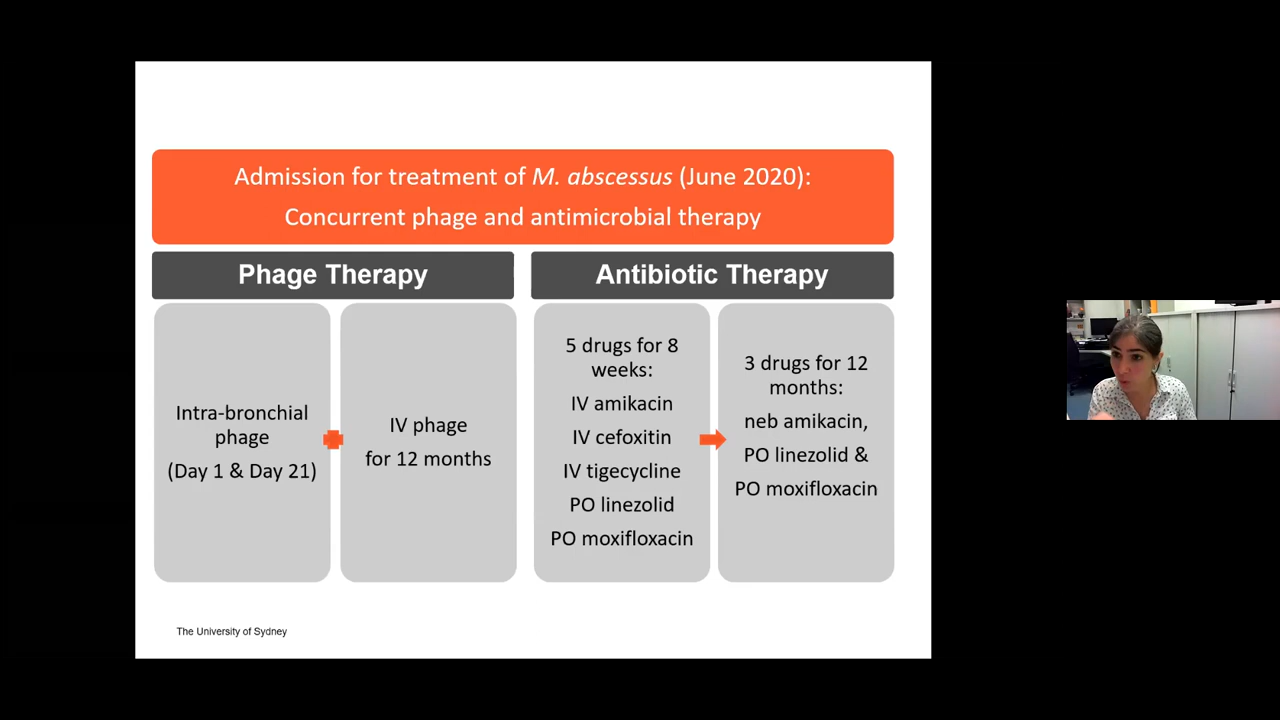 Admission for treatment of M. abscessus (June 2020):
Concurrent phage and antimicrobial therapy
Phage Therapy
Antibiotic Therapy
Intra-bronchial
phage
(Day 1 & Day 21)
IV phage
for 12 months
5 drugs for 8
weeks:
IV amikacin
IV cefoxitin
IV tigecycline
PO linezolid
PO moxifloxacin
3 drugs for 12
months:
neb amikacin,
PO linezolid &
PO moxifloxacin
The University of Sydney